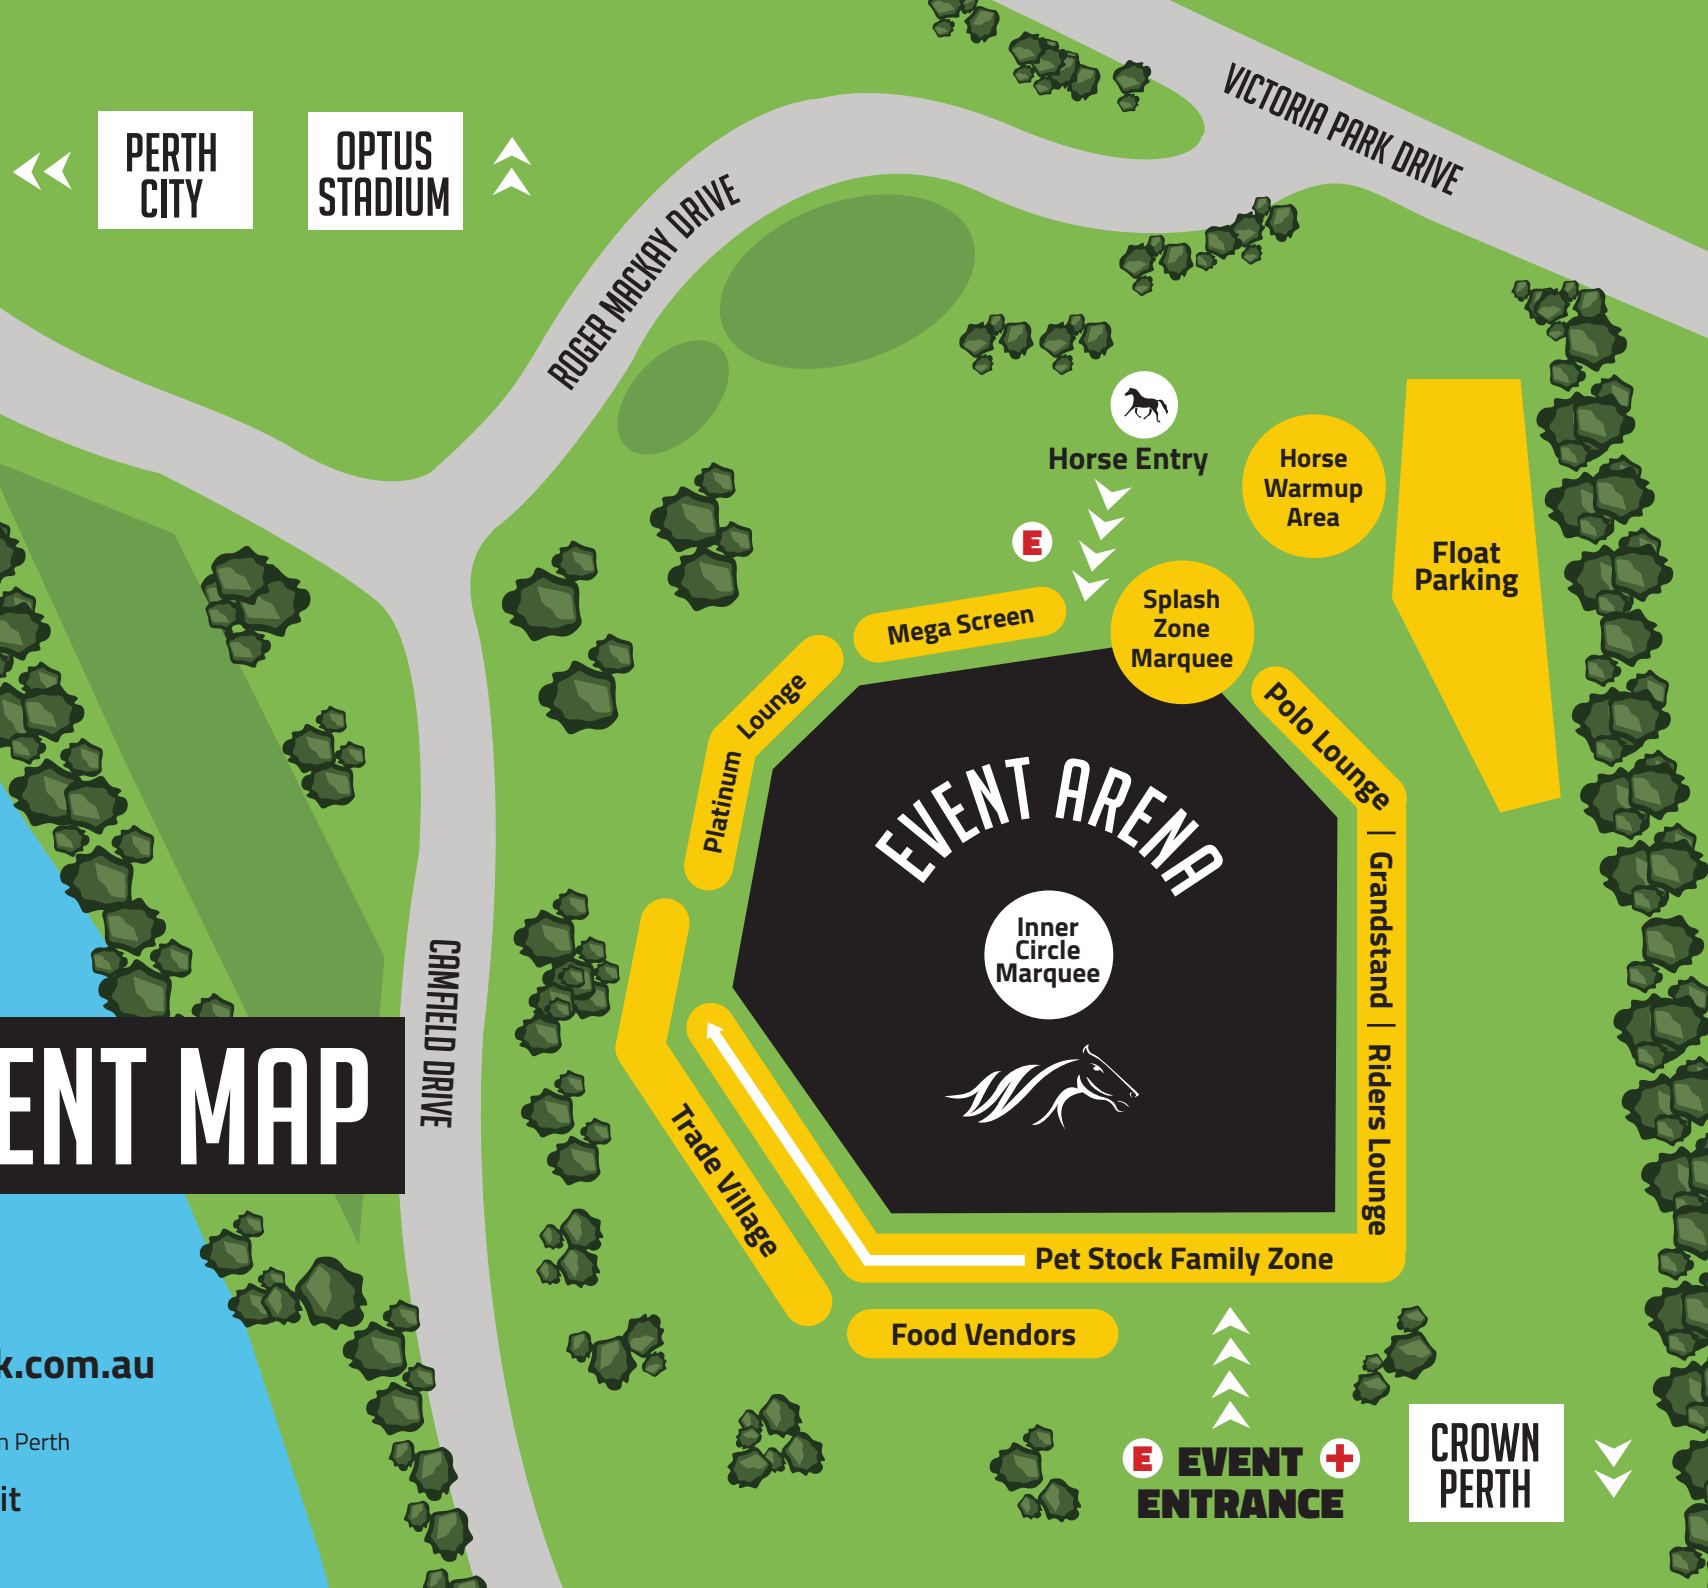 VICTORIA PARK DRIVE
PERTH
CITY
OPTUS
STADIUM
ROGER MACKAY DRIVE
Horse Entry
Horse
Warmup
Area
E
Float
Parking
Splash
Zone
Marquee
Mega Screen
Platinum Lounge
Polo Lounge | Grandstand | Riders Lounge
EVENT ARENA
Inner
Circle
Marquee
CAMFIELD DRIVE
ENT MAP
Trade Village
Pet Stock Family Zone
Food Vendors
k.com.au
n Perth
it
E EVENT
ENTRANCE
CROWN
PERTH